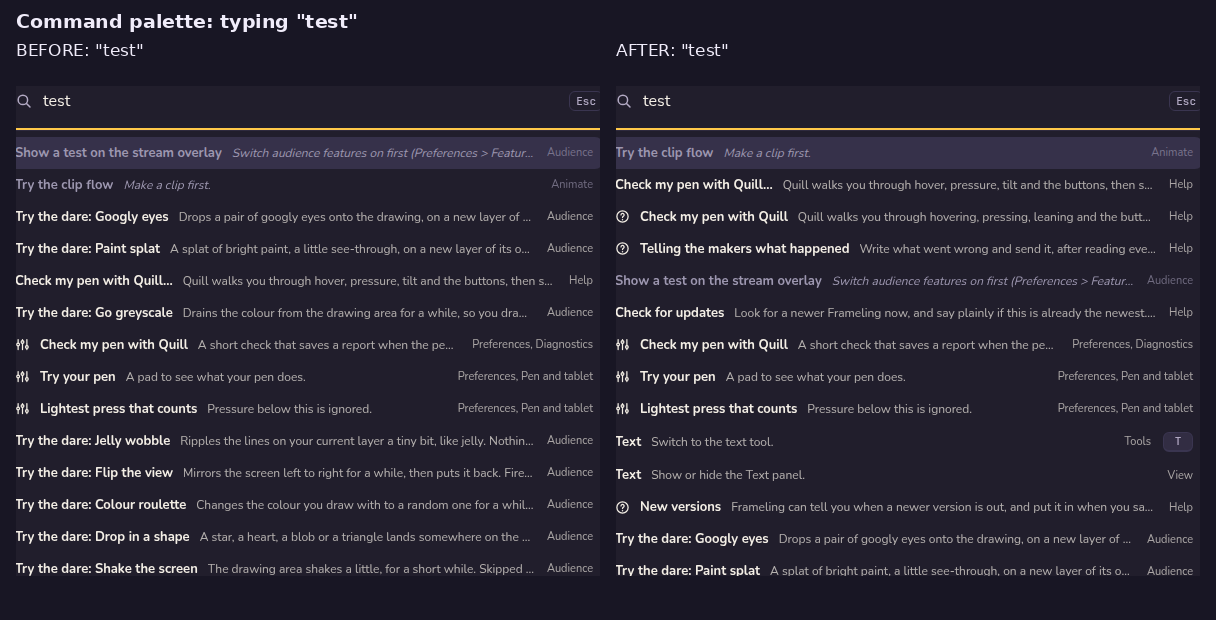 Command palette: typing "test"
BEFORE: "test"
test
Esc
Show a test on the stream overlay Switch audience features on first (Preferences > Featur... Audience
Try the clip flow Make a clip first. Animate
Try the dare: Googly eyes Drops a pair of googly eyes onto the drawing, on a new layer of ... Audience
Try the dare: Paint splat A splat of bright paint, a little see-through, on a new layer of its o... Audience
Check my pen with Quill... Quill walks you through hover, pressure, tilt and the buttons, then s... Help
Try the dare: Go greyscale Drains the colour from the drawing area for a while, so you dra... Audience
Check my pen with Quill A short check that saves a report when the pe... Preferences, Diagnostics
Try your pen A pad to see what your pen does. Preferences, Pen and tablet
Lightest press that counts Pressure below this is ignored. Preferences, Pen and tablet
Try the dare: Jelly wobble Ripples the lines on your current layer a tiny bit, like jelly. Nothin... Audience
Try the dare: Flip the view Mirrors the screen left to right for a while, then puts it back. Fire... Audience
Try the dare: Colour roulette Changes the colour you draw with to a random one for a whil... Audience
Try the dare: Drop in a shape A star, a heart, a blob or a triangle lands somewhere on the ... Audience
Try the dare: Shake the screen The drawing area shakes a little, for a short while. Skipped ... Audience
AFTER: "test"
test
Esc
Try the clip flow Make a clip first. Animate
Check my pen with Quill... Quill walks you through hover, pressure, tilt and the buttons, then s... Help
Check my pen with Quill Quill walks you through hovering, pressing, leaning and the butt... Help
Telling the makers what happened Write what went wrong and send it, after reading eve... Help
Show a test on the stream overlay Switch audience features on first (Preferences > Featur... Audience
Check for updates Look for a newer Frameling now, and say plainly if this is already the newest.... Help
Check my pen with Quill A short check that saves a report when the pe... Preferences, Diagnostics
Try your pen A pad to see what your pen does. Preferences, Pen and tablet
Lightest press that counts Pressure below this is ignored. Preferences, Pen and tablet
Text Switch to the text tool. Tools T
Text Show or hide the Text panel. View
New versions Frameling can tell you when a newer version is out, and put it in when you sa... Help
Try the dare: Googly eyes Drops a pair of googly eyes onto the drawing, on a new layer of ... Audience
Try the dare: Paint splat A splat of bright paint, a little see-through, on a new layer of its o... Audience